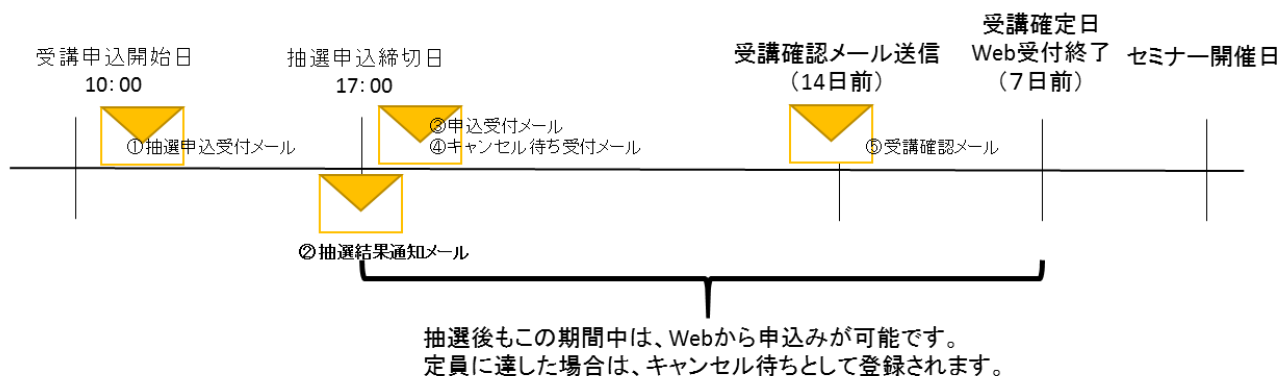 受講申込開始日
10：00
抽選申込締切日
17：00
受講確認メール送信
（14日前）
受講確定日
Web受付終了
（7日前）
セミナー開催日
①抽選申込受付メール
③申込受付メール
④キャンセル待ち受付メール
⑤受講確認メール
②抽選結果通知メール
抽選後もこの期間中は、Webから申込みが可能です。
定員に達した場合は、キャンセル待ちとして登録されます。